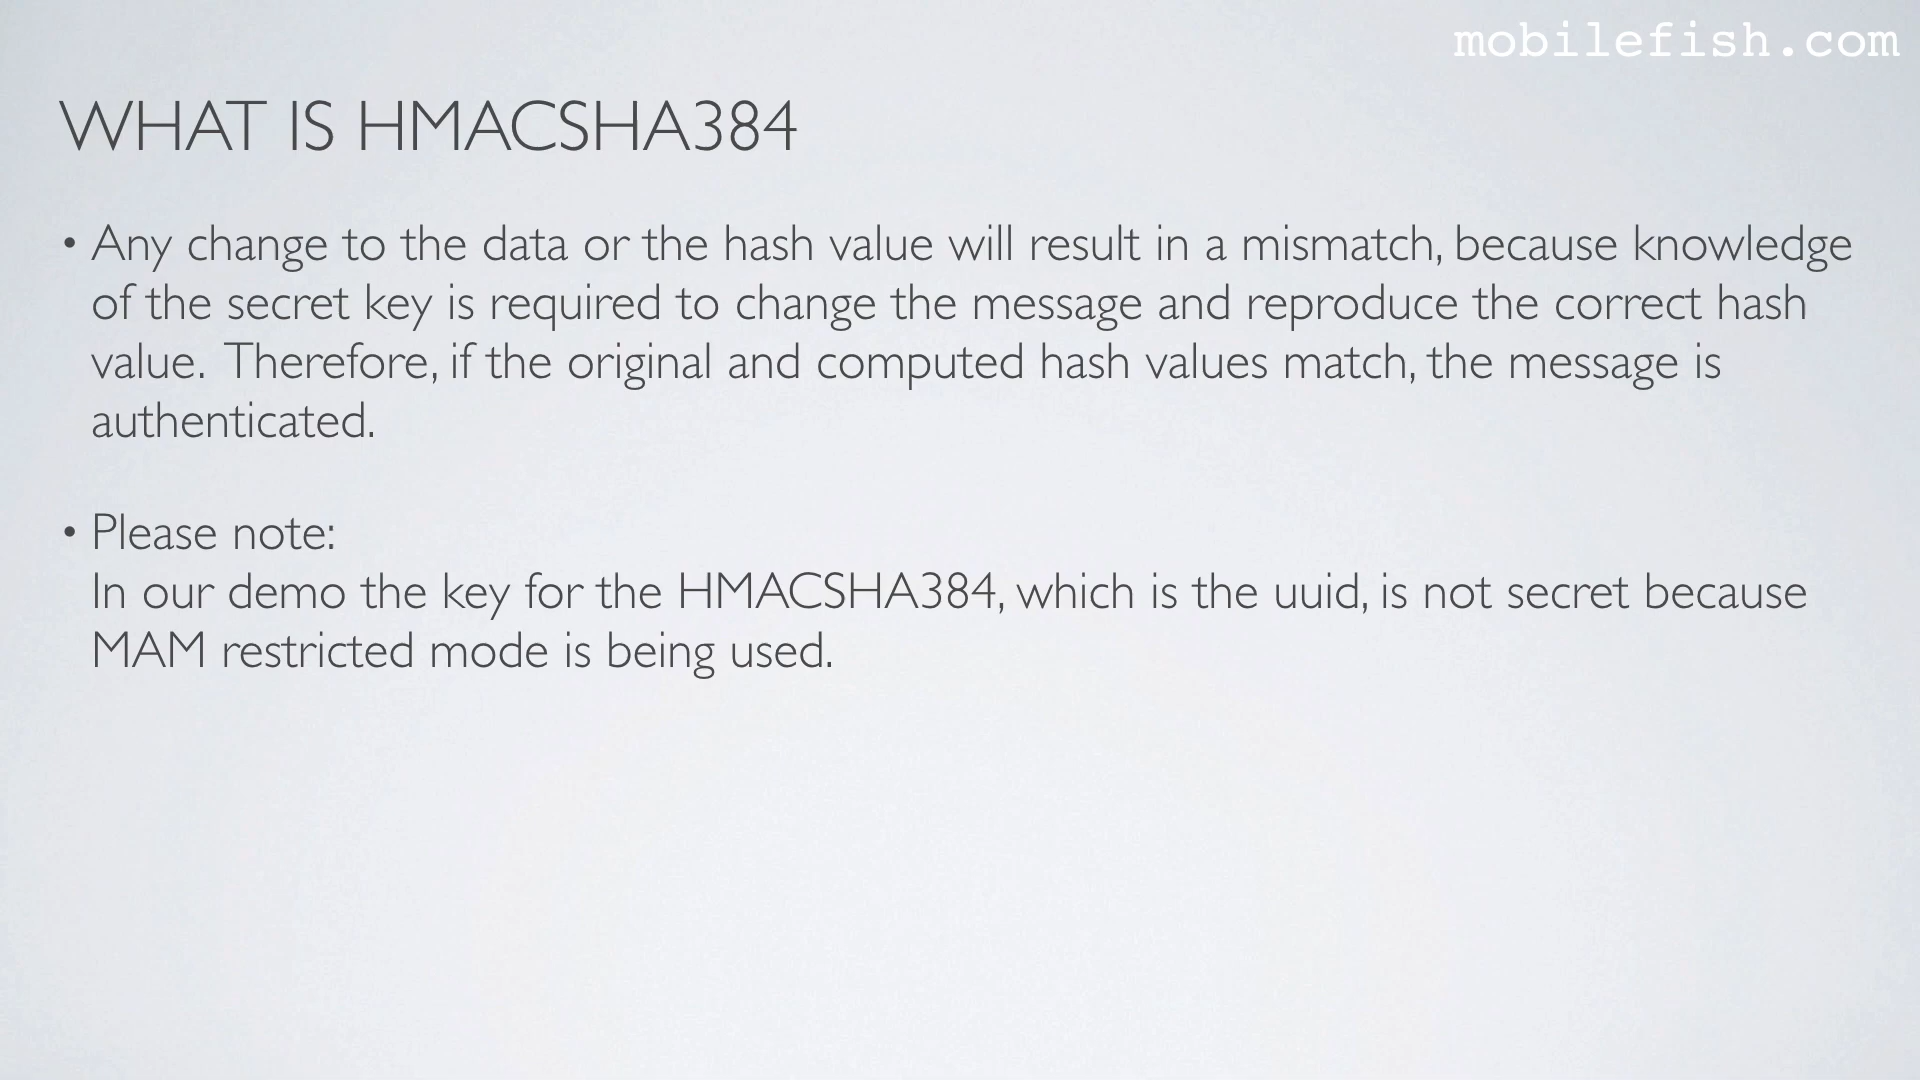 mobilefish.com
WHAT IS HMACSHA384
• Any change to the data or the hash value will result in a mismatch, because knowledge
of the secret key is required to change the message and reproduce the correct hash
value.  Therefore, if the original and computed hash values match, the message is
authenticated.
• Please note:
In our demo the key for the HMACSHA384, which is the uuid, is not secret because
MAM restricted mode is being used.